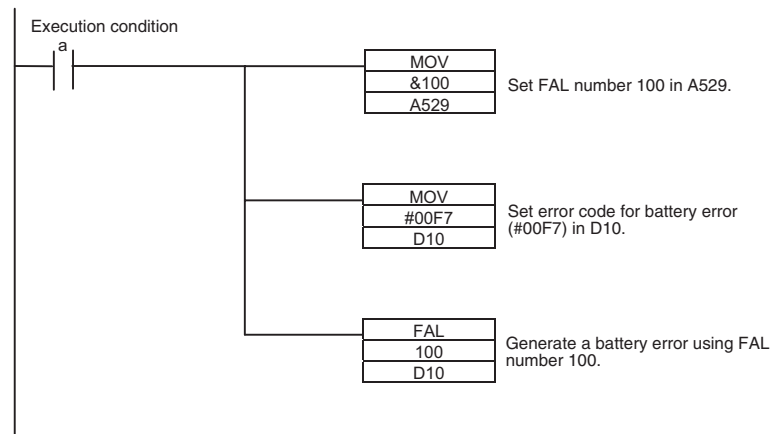 Execution condition
a
MOV
&100
A529
Set FAL number 100 in A529.
MOV
#00F7
D10
Set error code for battery error
(#00F7) in D10.
FAL
100
D10
Generate a battery error using FAL
number 100.